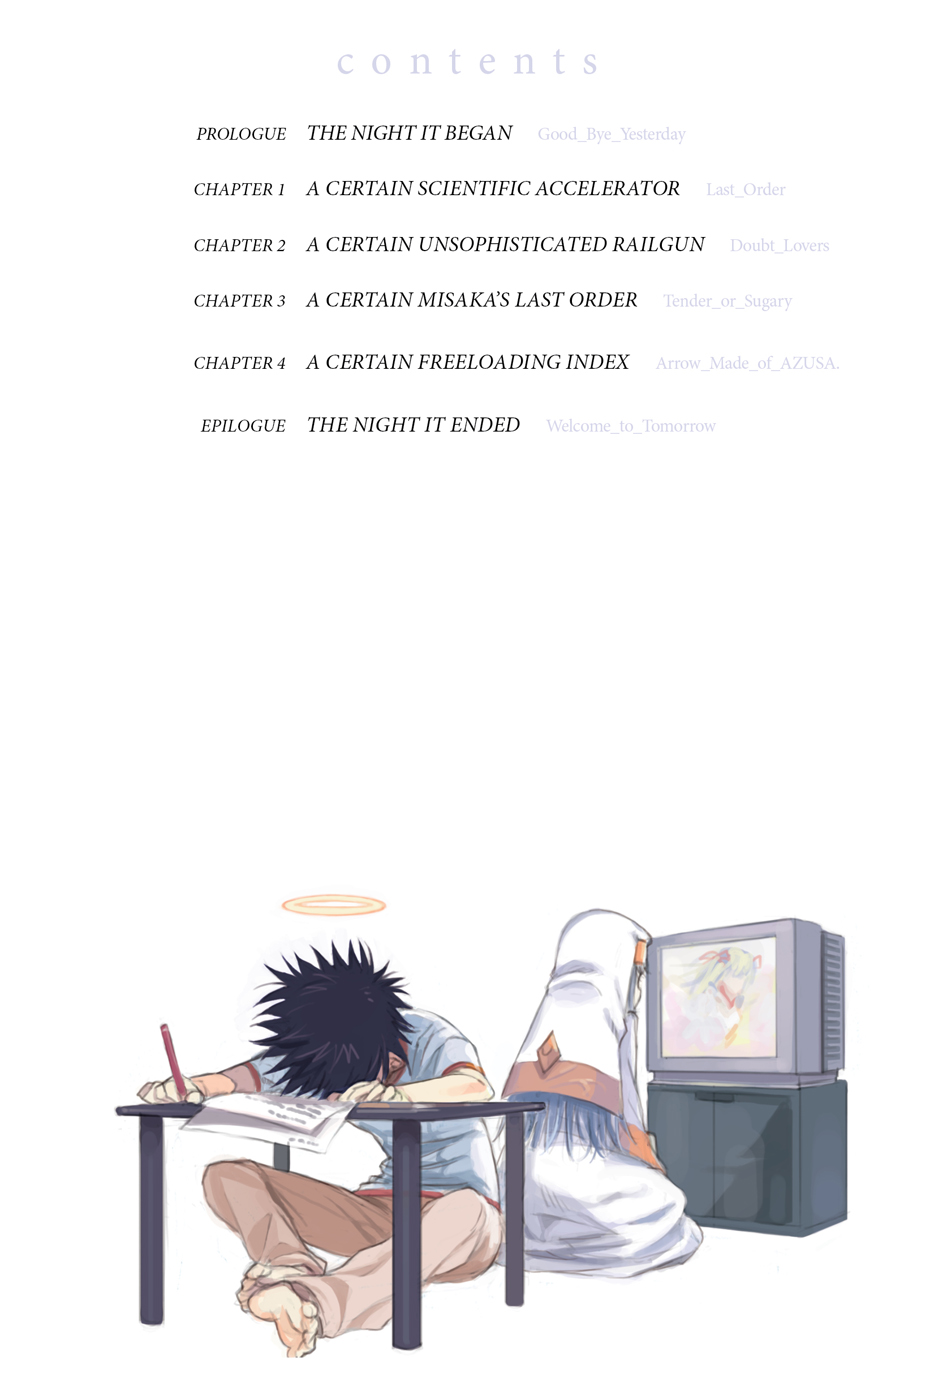 contents
PROLOGUE THE NIGHT IT BEGAN Good_Bye_Yesterday
CHAPTER 1 A CERTAIN SCIENTIFIC ACCELERATOR Last_Order
CHAPTER 2 A CERTAIN UNSOPHISTICATED RAILGUN Doubt_Lovers
CHAPTER 3 A CERTAIN MISAKA’S LAST ORDER Tender_or_Sugary
CHAPTER 4 A CERTAIN FREELOADING INDEX Arrow_Made_of_AZUSA.
EPILOGUE THE NIGHT IT ENDED Welcome_to_Tomorrow